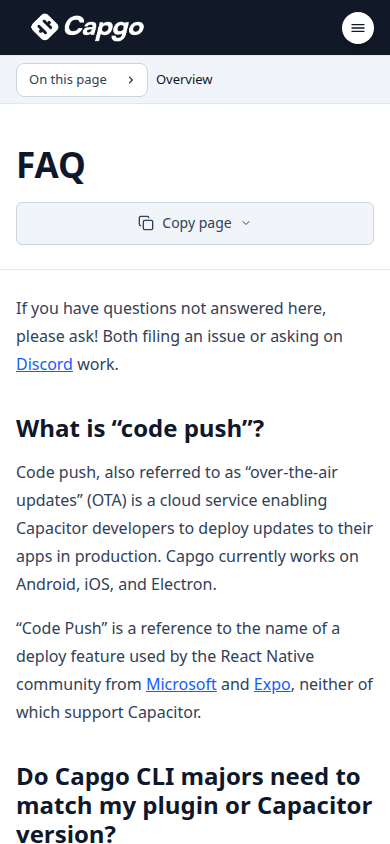 Capgo
On this page
Overview
FAQ
Copy page
If you have questions not answered here,
please ask! Both filing an issue or asking on
Discord work.
What is “code push”?
Code push, also referred to as “over-the-air
updates” (OTA) is a cloud service enabling
Capacitor developers to deploy updates to their
apps in production. Capgo currently works on
Android, iOS, and Electron.
“Code Push” is a reference to the name of a
deploy feature used by the React Native
community from Microsoft and Expo, neither of
which support Capacitor.
Do Capgo CLI majors need to
match my plugin or Capacitor
version?